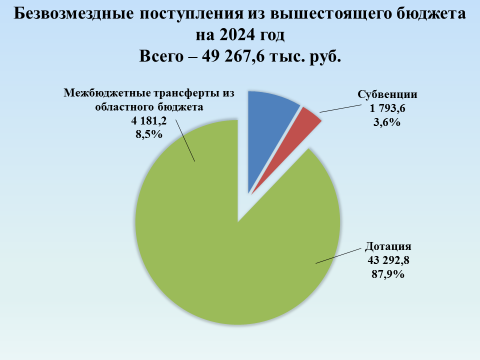 Безвозмездные поступления из вышестоящего бюджета
на 2024 год
Всего – 49 267,6 тыс. руб.
Межбюджетные трансферты из
областного бюджета
4 181,2
8,5%
Субвенции
1 793,6
3,6%
Дотация
43 292,8
87,9%